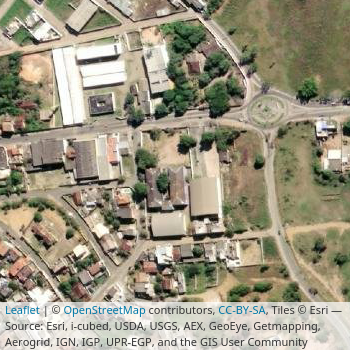 Leaflet | © OpenStreetMap contributors, CC-BY-SA, Tiles © Esri —
Source: Esri, i-cubed, USDA, USGS, AEX, GeoEye, Getmapping,
Aerogrid, IGN, IGP, UPR-EGP, and the GIS User Community